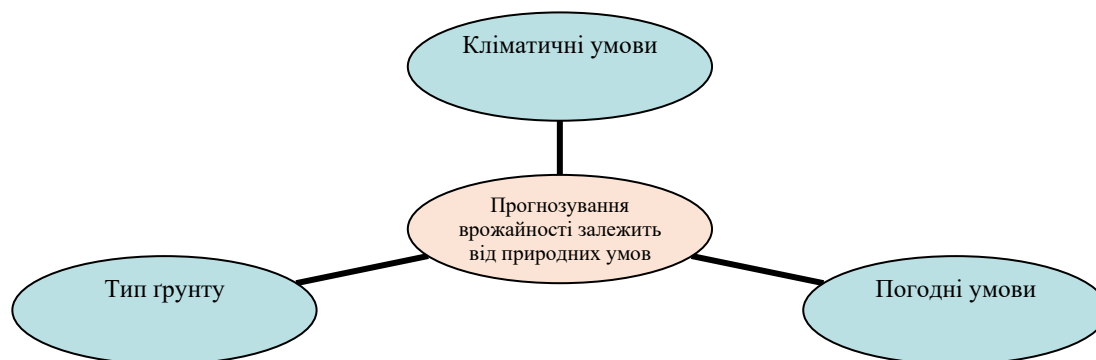 Кліматичні умови
Прогнозування
врожайності залежить
від природних умов
Тип ґрунту
Погодні умови